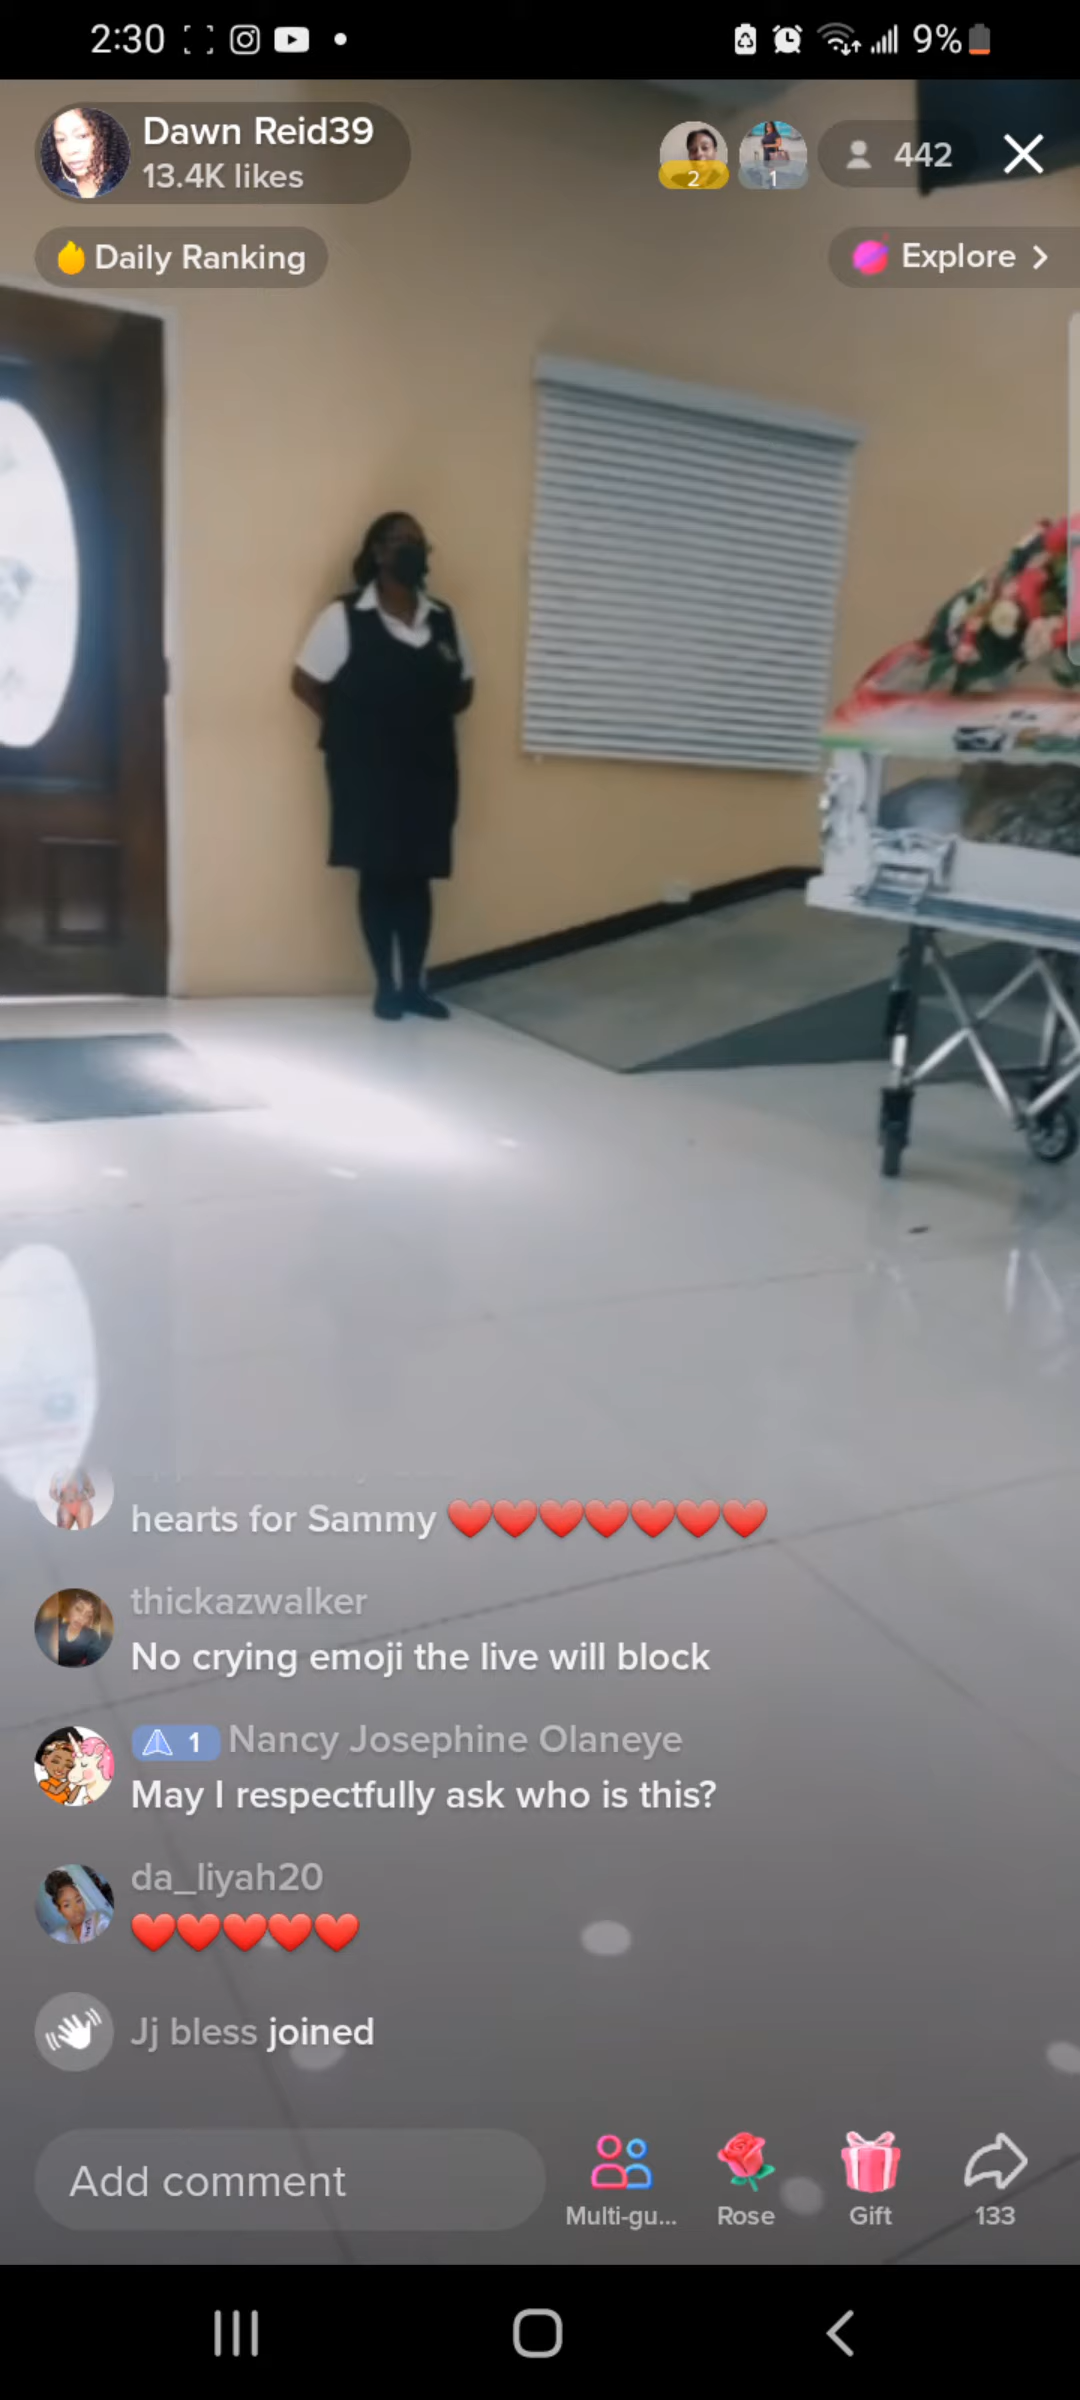 2:30
9%
Dawn Reid39
13.4K likes
2
1
442
Daily Ranking
Explore
hearts for Sammy ❤️❤️❤️❤️❤️❤️❤️
thickazwalker
No crying emoji the live will block
1 Nancy Josephine Olaneye
May I respectfully ask who is this?
da_liyah20
❤️❤️❤️❤️❤️
Jj bless joined
Add comment
Multi-gu...
Rose
Gift
133